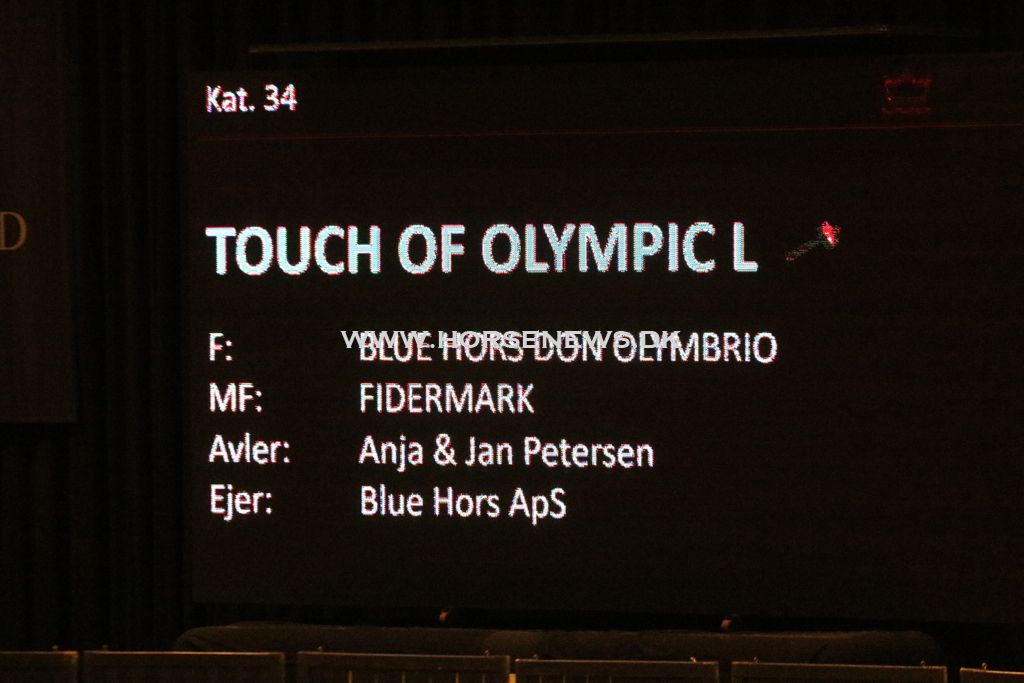 Kat. 34
D
TOUCH OF OLYMPIC L
F: BLUE HORS DON OLYMBRIO
WWW.HORSENEWS.DK
MF: FIDERMARK
Avler: Anja & Jan Petersen
Ejer: Blue Hors ApS